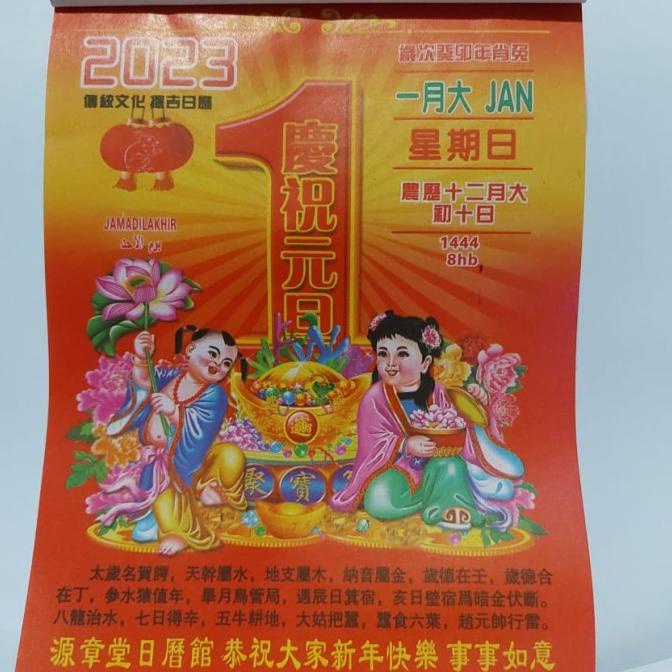 2023
傳統文化 擇吉日曆
1
慶祝元旦
歲次癸卯年肖兔
一月大 JAN
星期日
農曆十二月大
初十日
1444
8hb
JAMADILAKHIR
يوم الأحد
聚寶
太歲名賀諤，天幹屬水，地支屬木，納音屬金，歲德在壬，歲德合
在丁，參水猿值年，畢月烏管局，遇辰日箕宿，亥日壁宿爲暗金伏斷。
八龍治水，七日得辛，五牛耕地，大姑把蠶，蠶食六葉，趙元帥行雷。
源章堂日曆館 恭祝大家新年快樂 事事如意